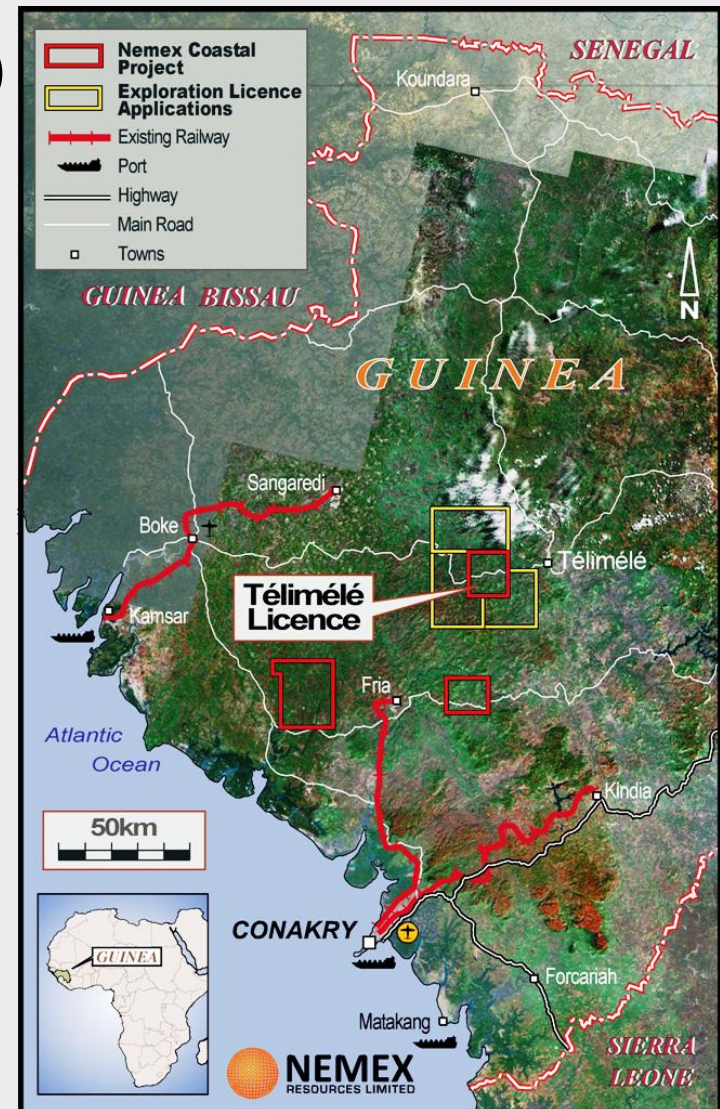 )
Nemex Coastal
Project
Exploration Licence
Applications
Existing Railway
Port
Highway
Main Road
Towns
SENEGAL
Koundara
GUINEA BISSAU
N
GUINEA
Sangaredi
Boke
Télimélé
Télimélé
Licence
Kamsar
Fria
Atlantic
Ocean
KIndia
50km
CONAKRY
GUINEA
Forcariah
Matakang
SIERRA
LEONE
NEMEX
RESOURCES LIMITED